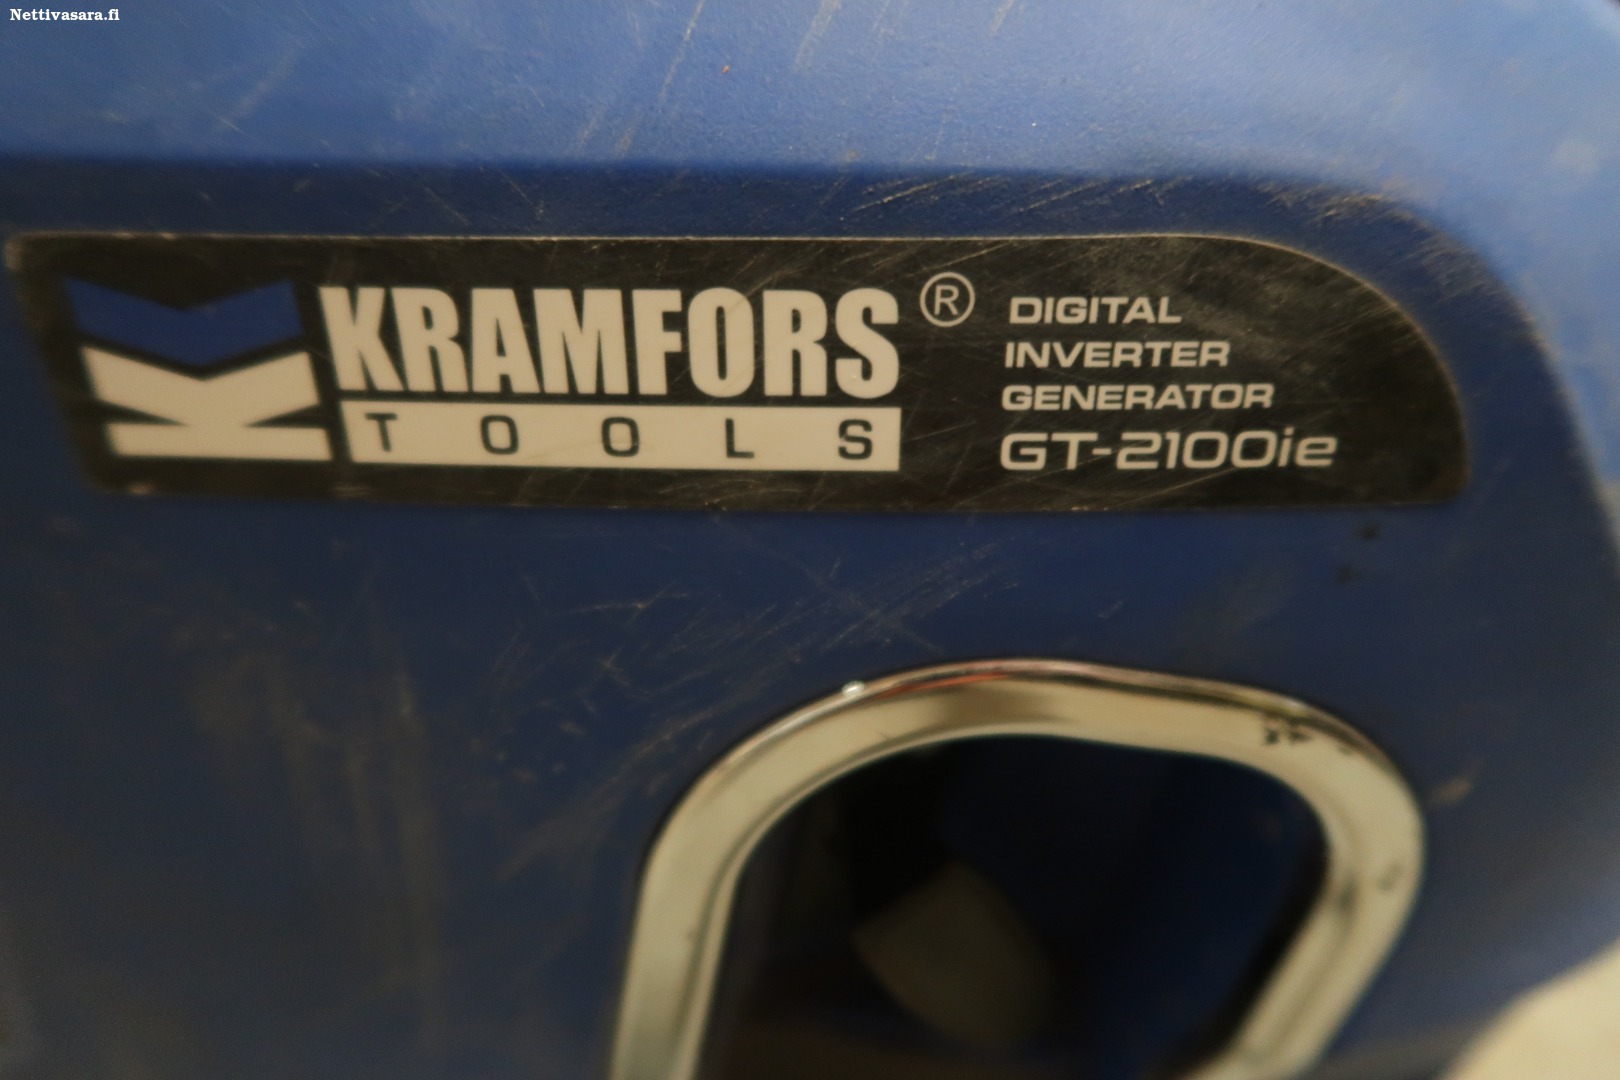 Nettivasara.fi
KRAMFORS ®
TOOLS
DIGITAL
INVERTER
GENERATOR
GT-2100ie